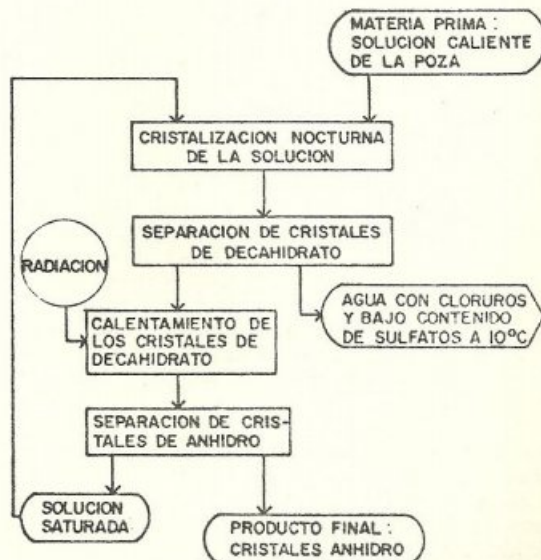 MATERIA PRIMA :
SOLUCION CALIENTE
DE LA POZA
CRISTALIZACION NOCTURNA
DE LA SOLUCION
SEPARACION DE CRISTALES
DE DECAHIDRATO
RADIACION
AGUA CON CLORUROS
Y BAJO CONTENIDO
DE SULFATOS A 10°C
CALENTAMIENTO DE
LOS CRISTALES DE
DECAHIDRATO
SEPARACION DE CRIS-
TALES DE ANHIDRO
SOLUCION
SATURADA
PRODUCTO FINAL :
CRISTALES ANHIDRO